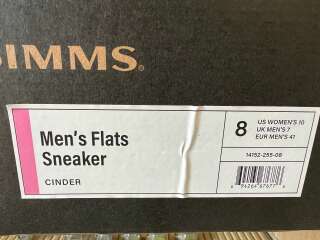 SIMMS®
Men's Flats
Sneaker
CINDER
8
US WOMEN'S 10
UK MEN'S 7
EUR MEN'S 41
14152-255-08